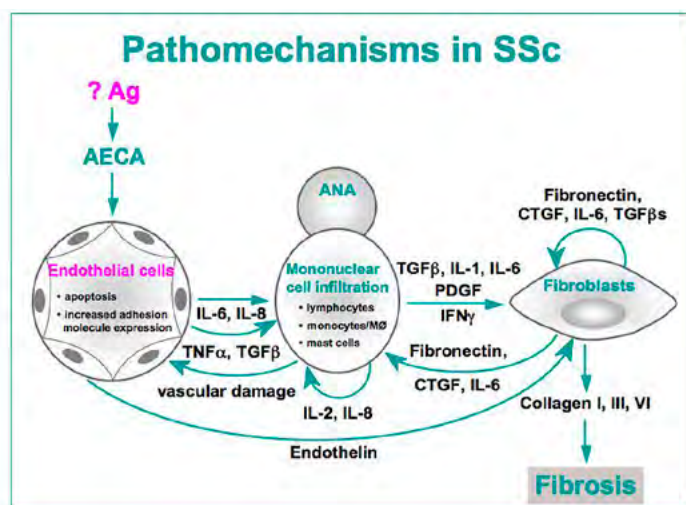 Pathomechanisms in SSc
? Ag
AECA
Endothelial cells
• apoptosis
• increased adhesion
molecule expression
IL-6, IL-8
TNFα, TGFβ
vascular damage
ANA
Mononuclear
cell infiltration
• lymphocytes
• monocytes/MØ
• mast cells
IL-2, IL-8
TGFβ, IL-1, IL-6
PDGF
IFNγ
Fibronectin,
CTGF, IL-6
Endothelin
Fibronectin,
CTGF, IL-6, TGFβs
Fibroblasts
Collagen I, III, VI
Fibrosis